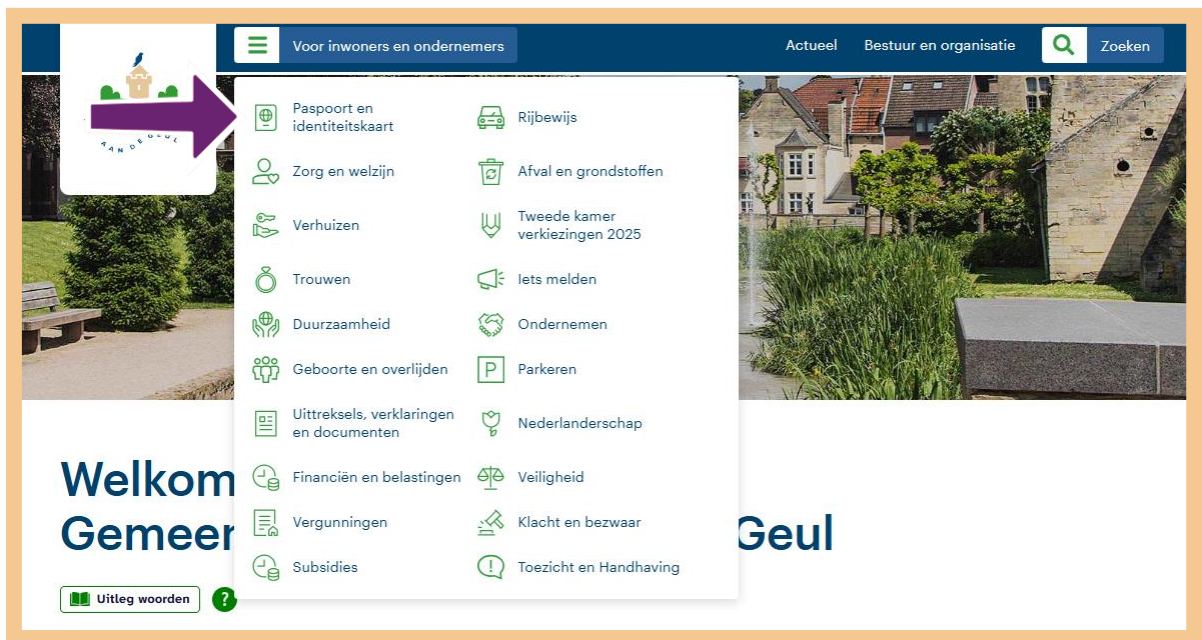 Voor inwoners en ondernemers
Actueel
Bestuur en organisatie
Zoeken
AAN DE GEUL
Paspoort en
identiteitskaart
Rijbewijs
Zorg en welzijn
Afval en grondstoffen
Verhuizen
Tweede kamer
verkiezingen 2025
Trouwen
Iets melden
Duurzaamheid
Ondernemen
Geboorte en overlijden
P
Parkeren
Uittreksels, verklaringen
en documenten
Nederlanderschap
Financiën en belastingen
Veiligheid
Vergunningen
Klacht en bezwaar
Subsidies
Toezicht en Handhaving
Welkom
Geul
Uitleg woorden
?